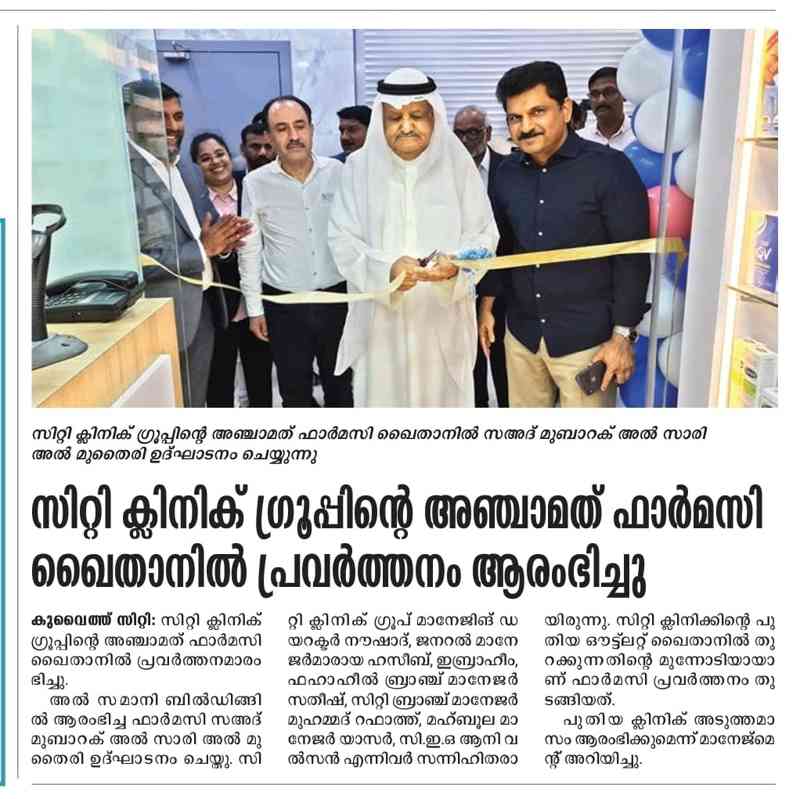 സിറ്റി ക്ലിനിക് ഗ്രൂപ്പിന്റെ അഞ്ചാമത് ഫാർമസി ഖൈതാനിൽ സഅദ് മുബാറക് അൽ സാരി
അൽ മുതൈരി ഉദ്ഘാടനം ചെയ്യുന്നു
സിറ്റി ക്ലിനിക് ഗ്രൂപ്പിന്റെ അഞ്ചാമത് ഫാർമസി
ഖൈതാനിൽ പ്രവർത്തനം ആരംഭിച്ചു
കുവൈത്ത് സിറ്റി: സിറ്റി ക്ലിനിക്
ഗ്രൂപ്പിന്റെ അഞ്ചാമത് ഫാർമസി
ഖൈതാനിൽ പ്രവർത്തനമാരം
ഭിച്ചു.
അൽ സമാനി ബിൽഡിങ്ങി
ൽ ആരംഭിച്ച ഫാർമസി സഅദ്
മുബാറക് അൽ സാരി അൽ മു
തൈരി ഉദ്ഘാടനം ചെയ്തു. സി
റ്റി ക്ലിനിക് ഗ്രൂപ് മാനേജിങ് ഡ
യറക്ടർ നൗഷാദ്, ജനറൽ മാനേ
ജർമാരായ ഹസീബ്, ഇബ്രാഹീം,
ഫഹാഹീൽ ബ്രാഞ്ച് മാനേജർ
സതീഷ്, സിറ്റി ബ്രാഞ്ച് മാനേജർ
മുഹമ്മദ് റഫാത്ത്, മഹ്ബൂല മാ
നേജർ യാസർ, സി.ഇ.ഒ ആനി വ
ൽസൻ എന്നിവർ സന്നിഹിതരാ
യിരുന്നു. സിറ്റി ക്ലിനിക്കിന്റെ പു
തിയ ഔട്ട്‌ലറ്റ് ഖൈതാനിൽ തു
റക്കുന്നതിന്റെ മുന്നോടിയായാ
ണ് ഫാർമസി പ്രവർത്തനം തു
ടങ്ങിയത്.
പുതിയ ക്ലിനിക് അടുത്തമാ
സം ആരംഭിക്കുമെന്ന് മാനേജ്മെ
ന്റ് അറിയിച്ചു.
QV